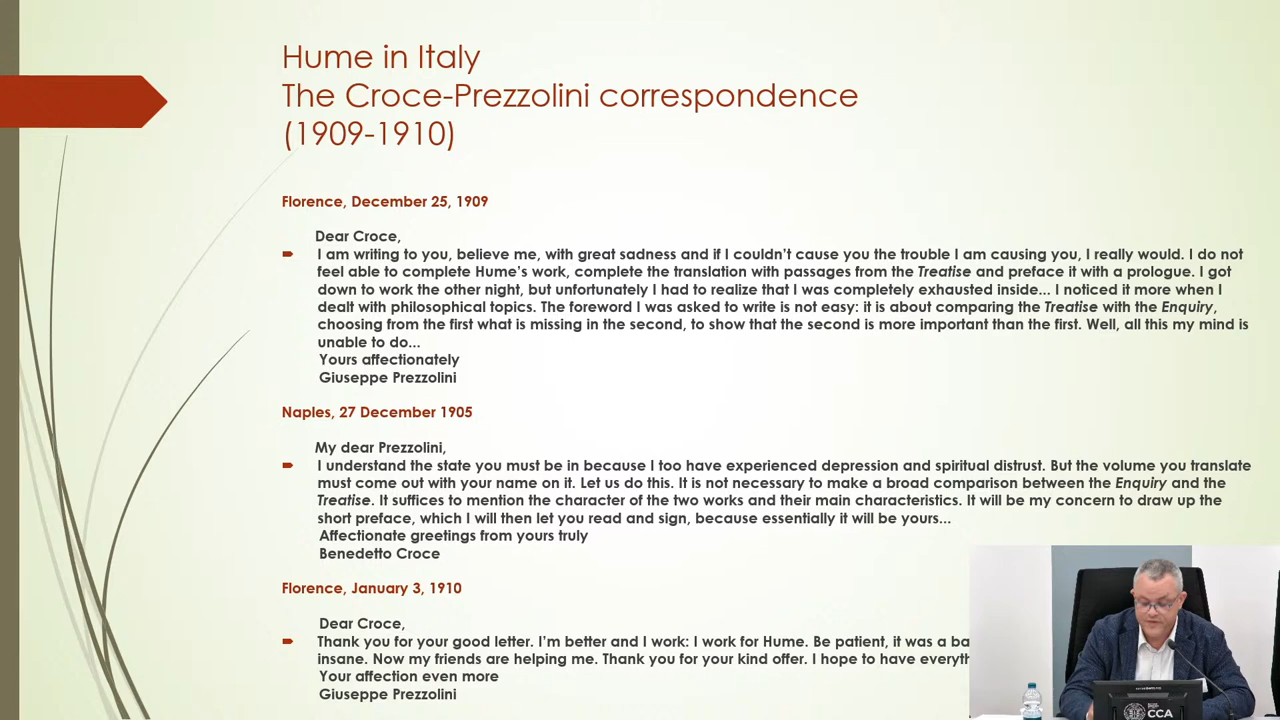 Hume in Italy
The Croce-Prezzolini correspondence
(1909-1910)
Florence, December 25, 1909
Dear Croce,
I am writing to you, believe me, with great sadness and if I couldn't cause you the trouble I am causing you, I really would. I do not
feel able to complete Hume's work, complete the translation with passages from the Treatise and preface it with a prologue. I got
down to work the other night, but unfortunately I had to realize that I was completely exhausted inside... I noticed it more when I
dealt with philosophical topics. The foreword I was asked to write is not easy: it is about comparing the Treatise with the Enquiry,
choosing from the first what is missing in the second, to show that the second is more important than the first. Well, all this my mind is
unable to do...
Yours affectionately
Giuseppe Prezzolini
Naples, 27 December 1905
My dear Prezzolini,
I understand the state you must be in because I too have experienced depression and spiritual distrust. But the volume you translate
must come out with your name on it. Let us do this. It is not necessary to make a broad comparison between the Enquiry and the
Treatise. It suffices to mention the character of the two works and their main characteristics. It will be my concern to draw up the
short preface, which I will then let you read and sign, because essentially it will be yours...
Affectionate greetings from yours truly
Benedetto Croce
Florence, January 3, 1910
Dear Croce,
Thank you for your good letter. I'm better and I work: I work for Hume. Be patient, it was a ba
insane. Now my friends are helping me. Thank you for your kind offer. I hope to have everyth
Your affection even more
Giuseppe Prezzolini
CCA